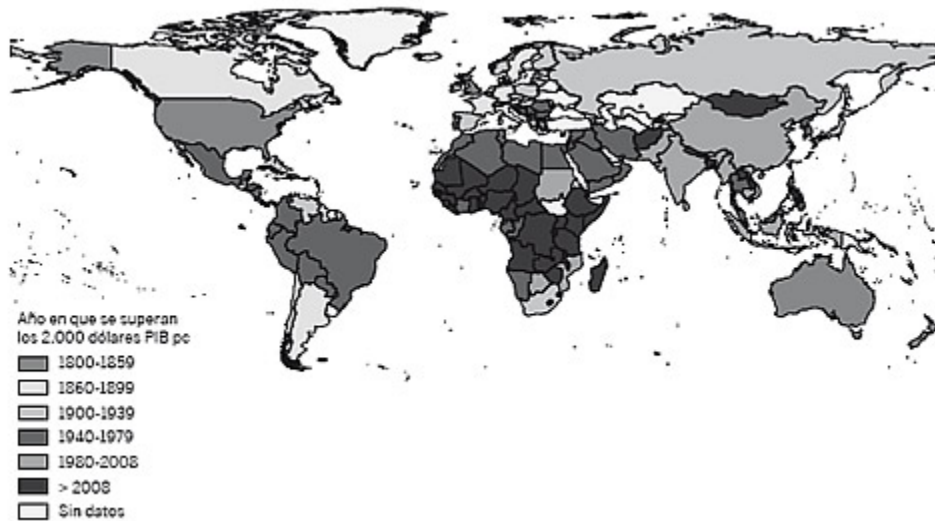 Año en que se superan
los 2.000 dólares PIB pc
1800-1859
1860-1899
1900-1939
1940-1979
1980-2008
> 2008
Sin datos